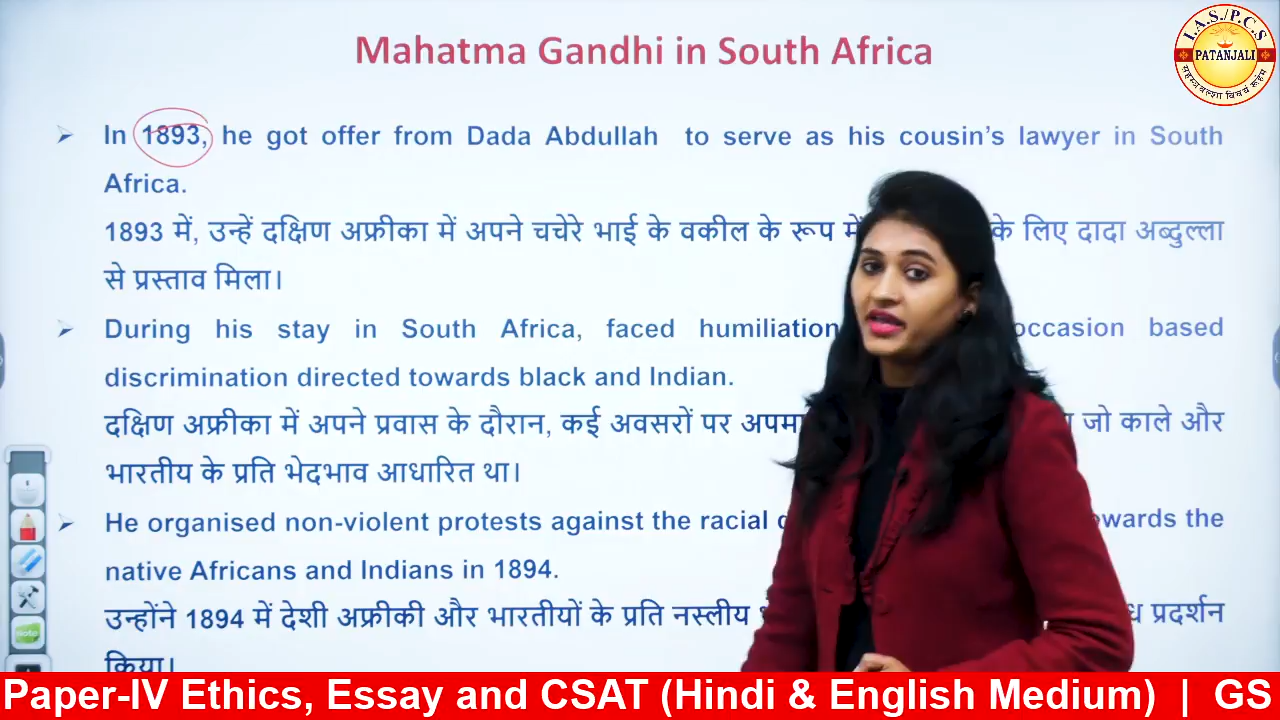 Mahatma Gandhi in South Africa
I.A.S./P.C.S
PATANJALI
In 1893, he got offer from Dada Abdullah to serve as his cousin's lawyer in South
Africa.
1893 में, उन्हें दक्षिण अफ्रीका में अपने चचेरे भाई के वकील के रूप में के लिए दादा अब्दुल्ला
से प्रस्ताव मिला।
During his stay in South Africa, faced humiliation occasion based
discrimination directed towards black and Indian.
दक्षिण अफ्रीका में अपने प्रवास के दौरान, कई अवसरों पर जो काले और
भारतीय के प्रति भेदभाव आधारित था।
He organised non-violent protests against the racial towards the
native Africans and Indians in 1894.
उन्होंने 1894 में देशी अफ्रीकी और भारतीयों के प्रति नस्लीय प्रदर्शन
किया।
Note
Paper-IV Ethics, Essay and CSAT (Hindi & English Medium) | GS